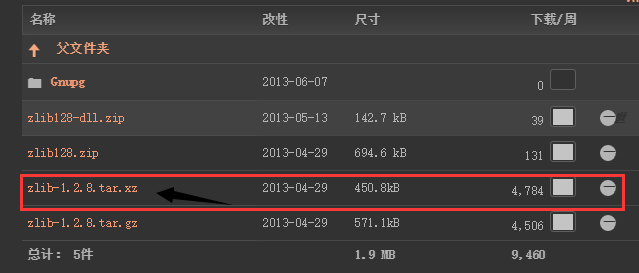 名称 改性 尺寸 下载/周
父文件夹
Gnupg 2013-06-07 0
zlib128-dll.zip 2013-05-13 142.7 kB 39
zlib128.zip 2013-04-29 694.6 kB 131
zlib-1.2.8.tar.xz 2013-04-29 450.8kB 4,784
zlib-1.2.8.tar.gz 2013-04-29 571.1kB 4,506
总计： 5件 1.9 MB 9,460